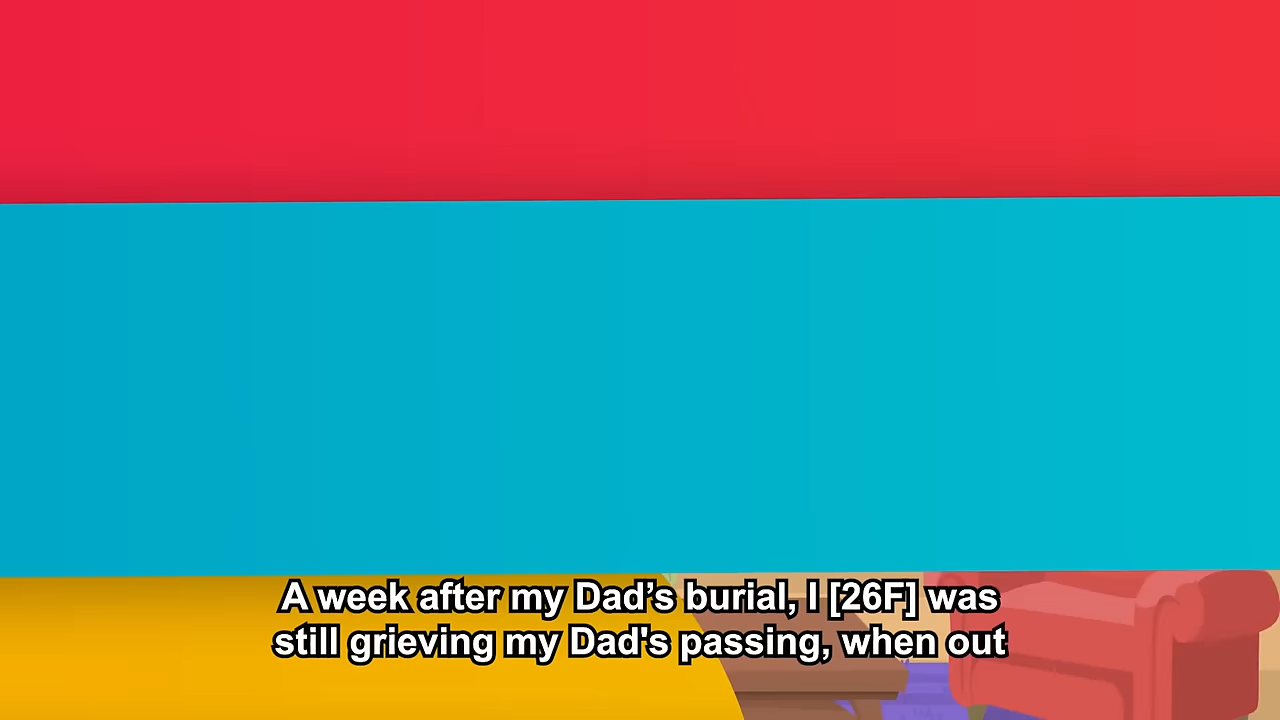 A week after my Dad’s burial, I [26F] was
still grieving my Dad's passing, when out